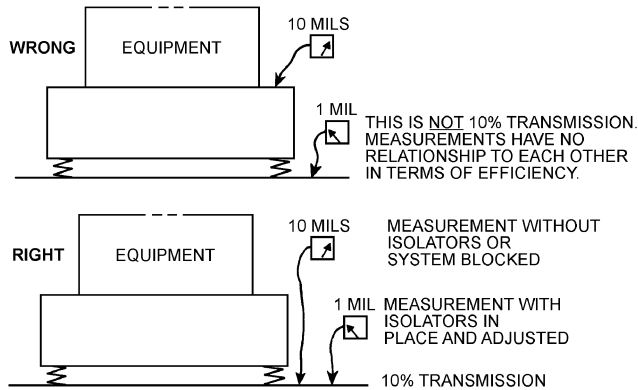 10 MILS
WRONG
EQUIPMENT
1 MIL
THIS IS NOT 10% TRANSMISSION.
MEASUREMENTS HAVE NO
RELATIONSHIP TO EACH OTHER
IN TERMS OF EFFICIENCY.
10 MILS
MEASUREMENT WITHOUT
ISOLATORS OR
SYSTEM BLOCKED
RIGHT
EQUIPMENT
1 MIL
MEASUREMENT WITH
ISOLATORS IN
PLACE AND ADJUSTED
10% TRANSMISSION